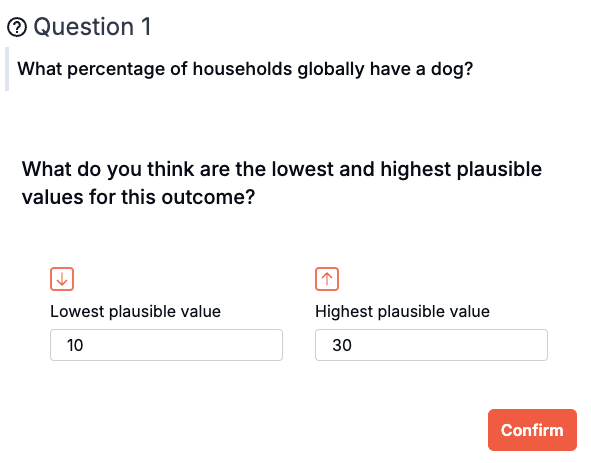 Question 1
What percentage of households globally have a dog?
What do you think are the lowest and highest plausible
values for this outcome?
Lowest plausible value
Highest plausible value
10
30
Confirm